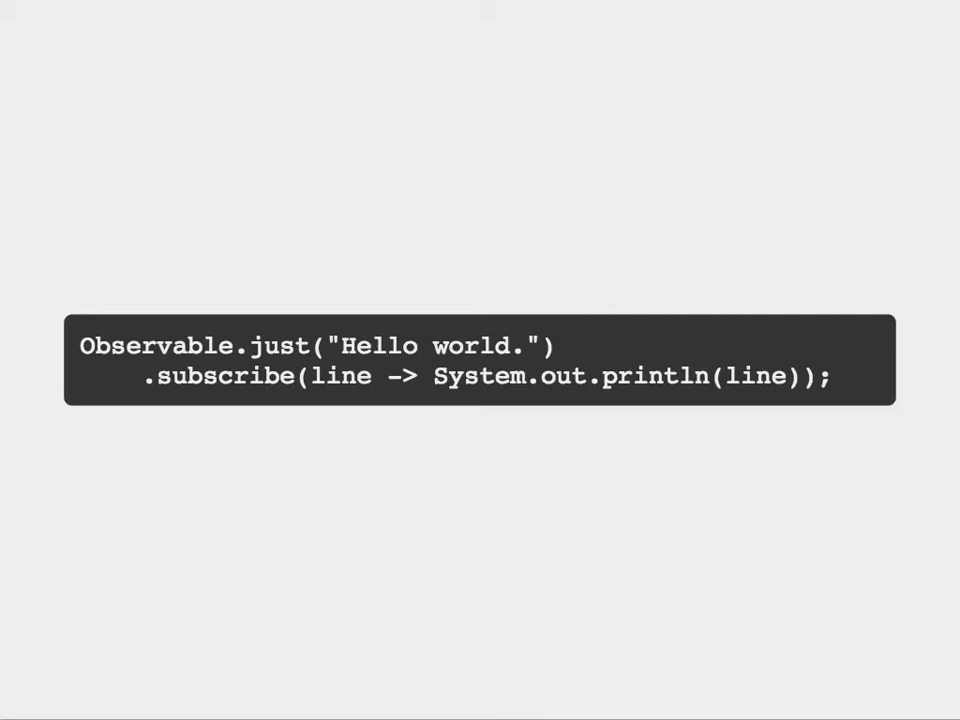 Observable.just("Hello world.")
    .subscribe(line -> System.out.println(line));